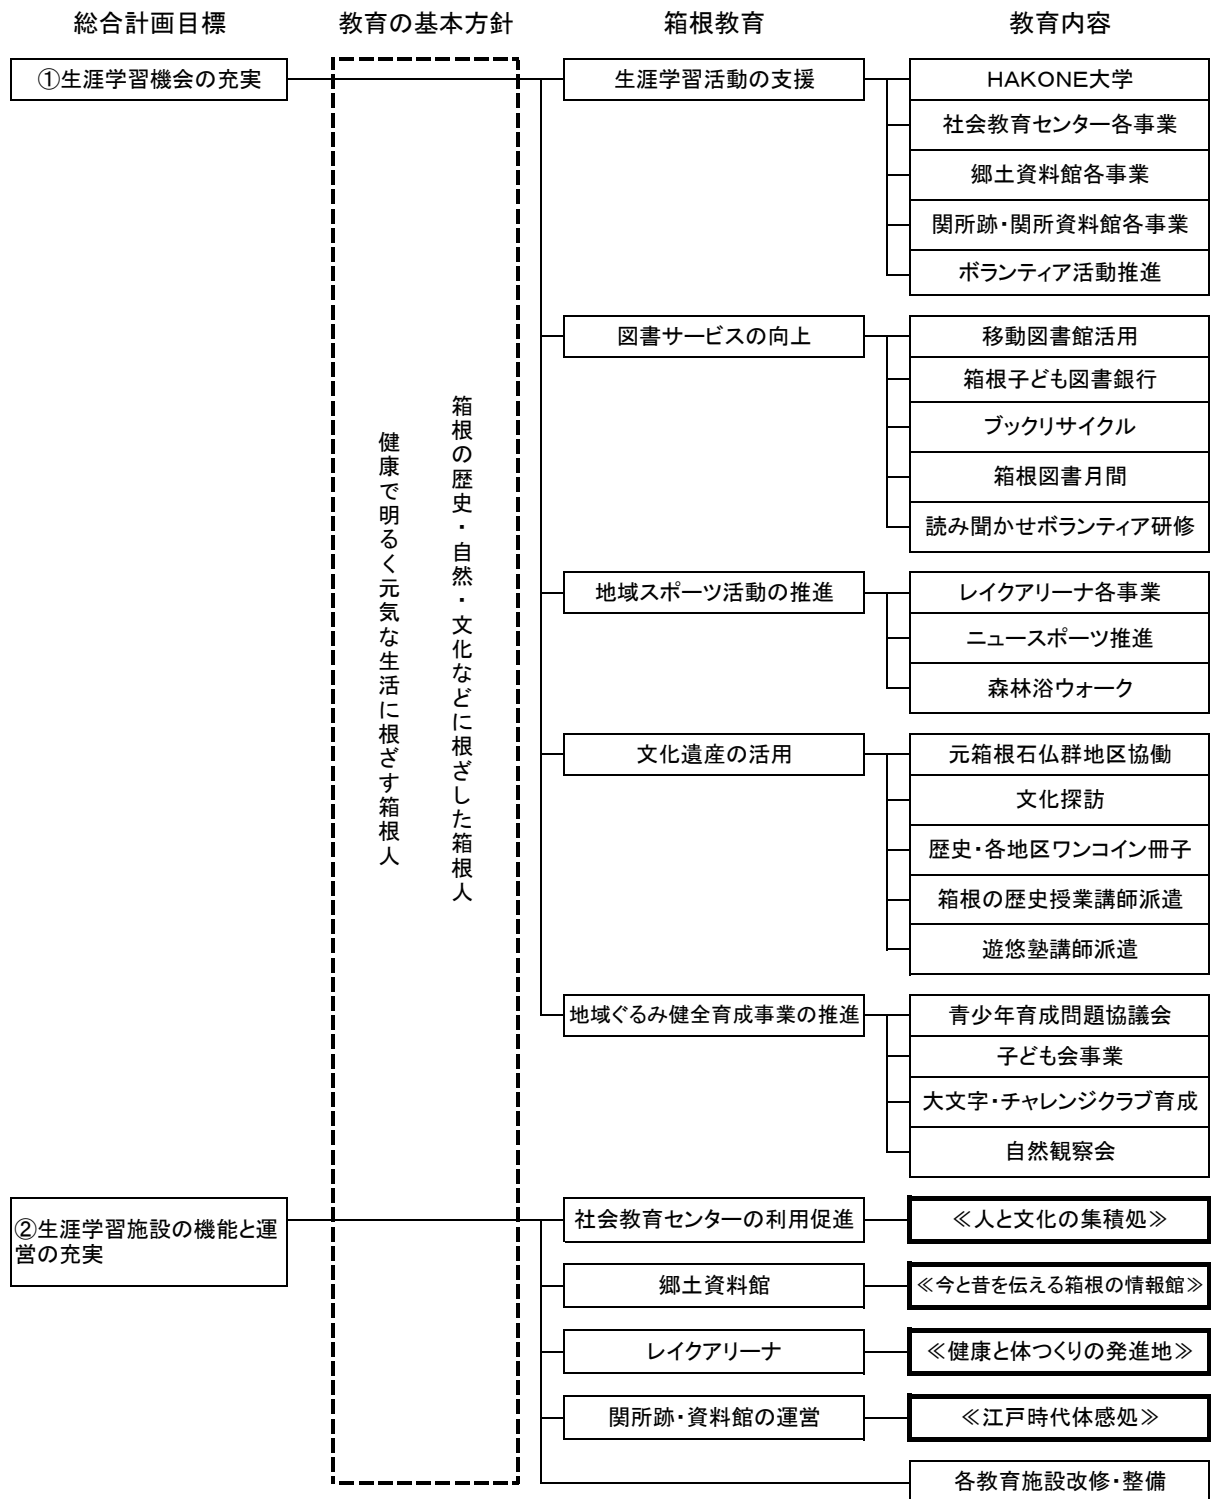 総合計画目標
教育の基本方針
箱根教育
教育内容
①生涯学習機会の充実
箱根の歴史・自然・文化などに根ざした箱根人
健康で明るく元気な生活に根ざす箱根人
生涯学習活動の支援
HAKONE大学
社会教育センター各事業
郷土資料館各事業
関所跡・関所資料館各事業
ボランティア活動推進
図書サービスの向上
移動図書館活用
箱根子ども図書銀行
ブックリサイクル
箱根図書月間
読み聞かせボランティア研修
地域スポーツ活動の推進
レイクアリーナ各事業
ニュースポーツ推進
森林浴ウォーク
文化遺産の活用
元箱根石仏群地区協働
文化探訪
歴史・各地区ワンコイン冊子
箱根の歴史授業講師派遣
遊悠塾講師派遣
地域ぐるみ健全育成事業の推進
青少年育成問題協議会
子ども会事業
大文字・チャレンジクラブ育成
自然観察会
②生涯学習施設の機能と運
営の充実
社会教育センターの利用促進
≪人と文化の集積処≫
郷土資料館
≪今と昔を伝える箱根の情報館≫
レイクアリーナ
≪健康と体つくりの発進地≫
関所跡・資料館の運営
≪江戸時代体感処≫
各教育施設改修・整備